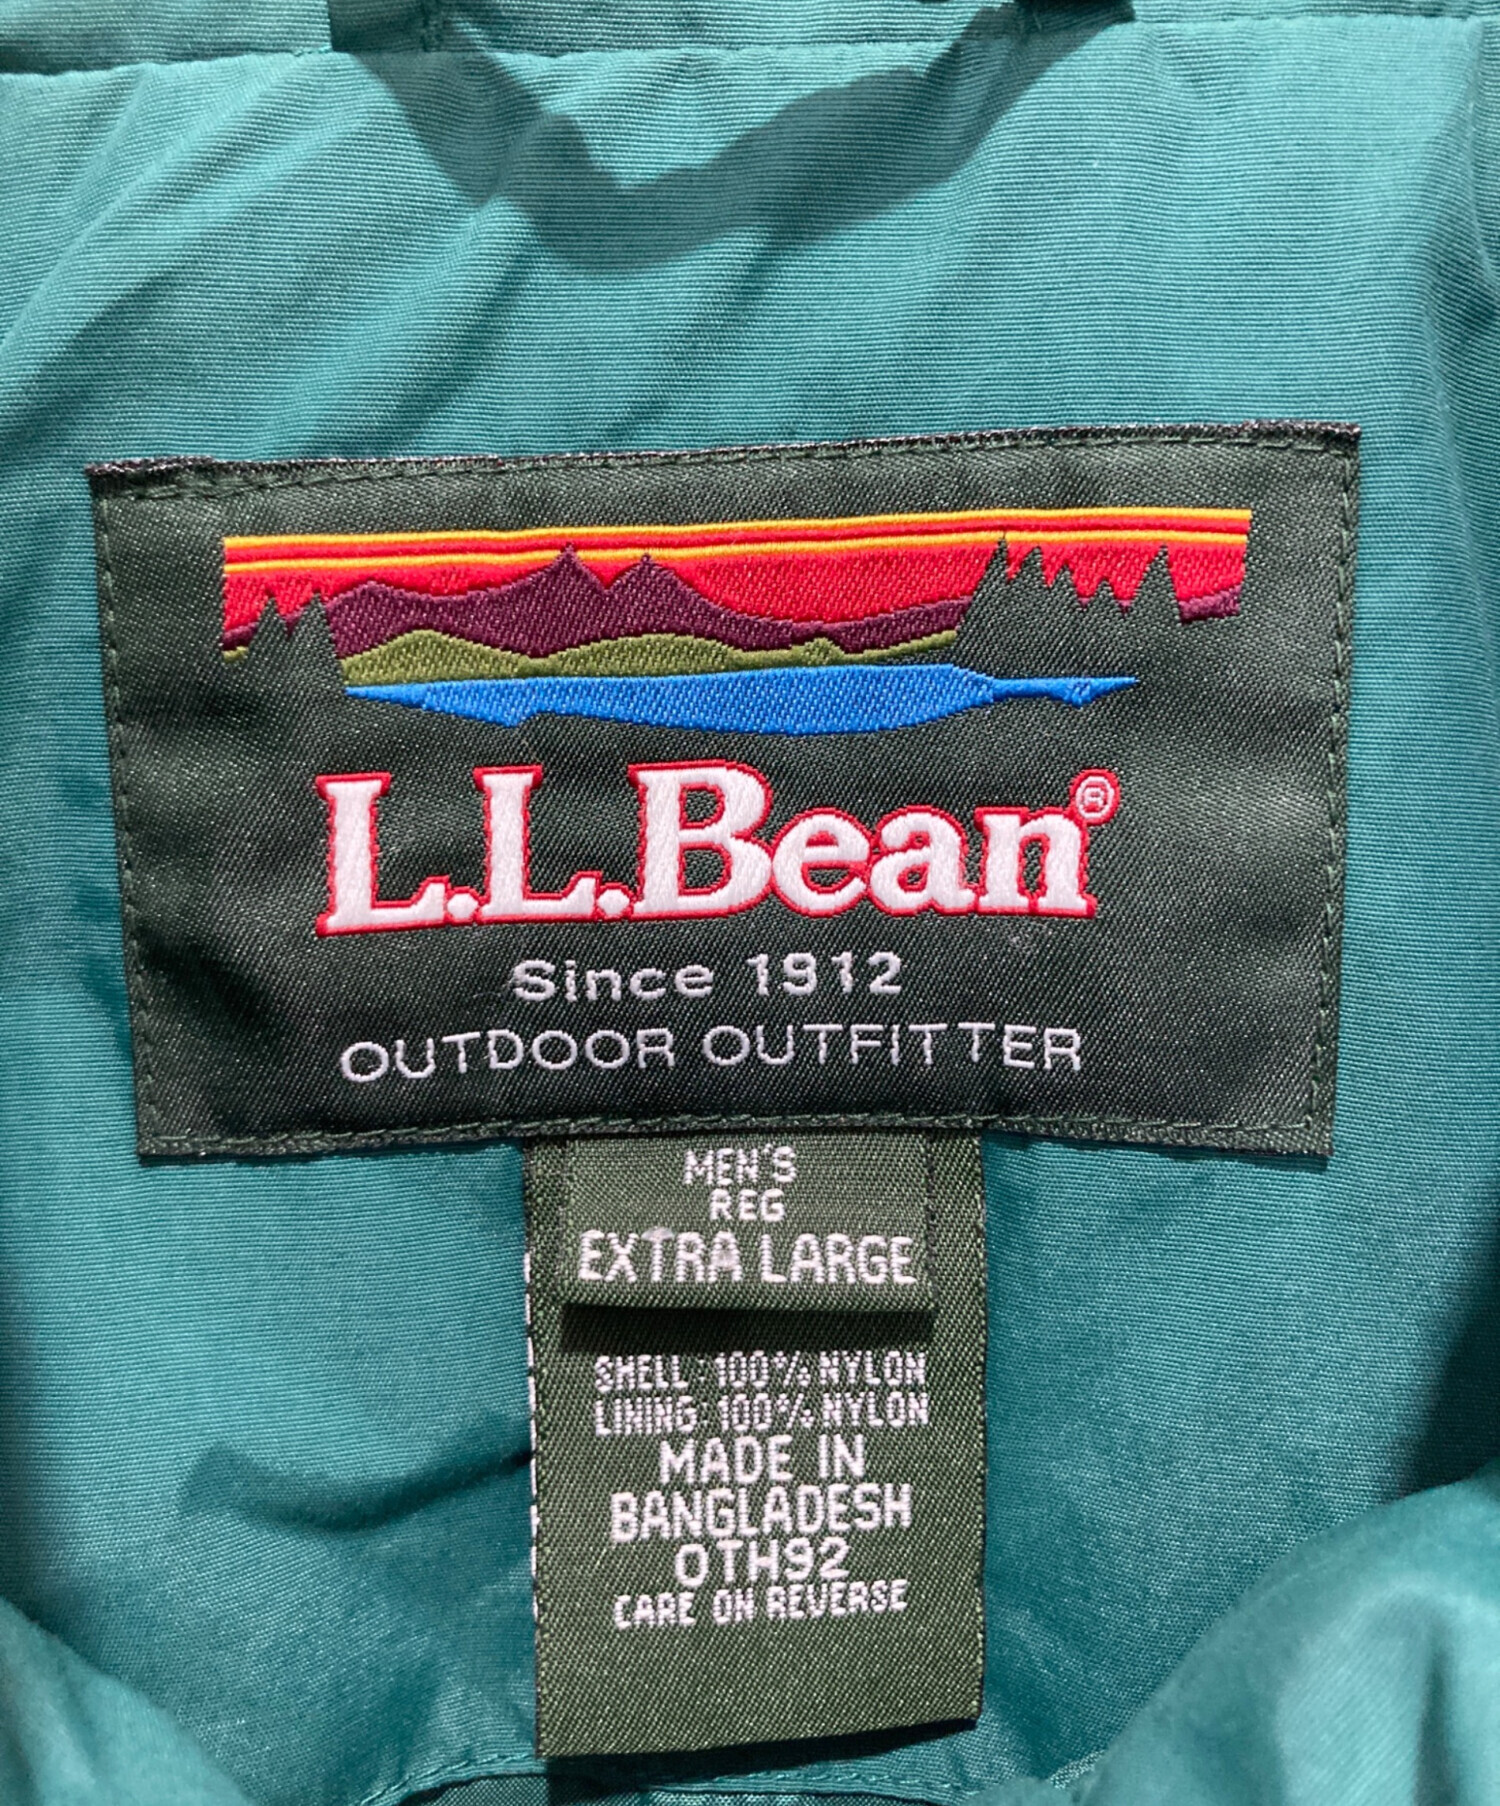 L.L.Bean®
Since 1912
OUTDOOR OUTFITTER
MEN'S
REG
EXTRA LARGE
SHELL : 100% NYLON
LINING : 100% NYLON
MADE IN
BANGLADESH
OTH92
CARE ON REVERSE